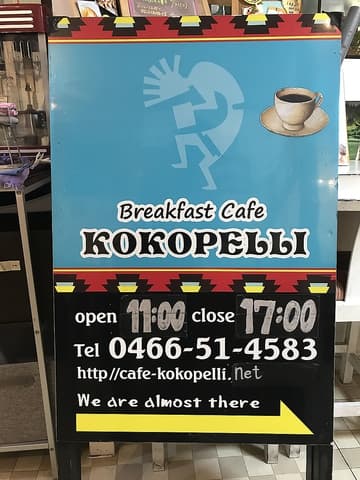 Breakfast Cafe
KOKOPELLI
open 11:00 close 17:00
Tel 0466-51-4583
http://cafe-kokopelli.net
We are almost there